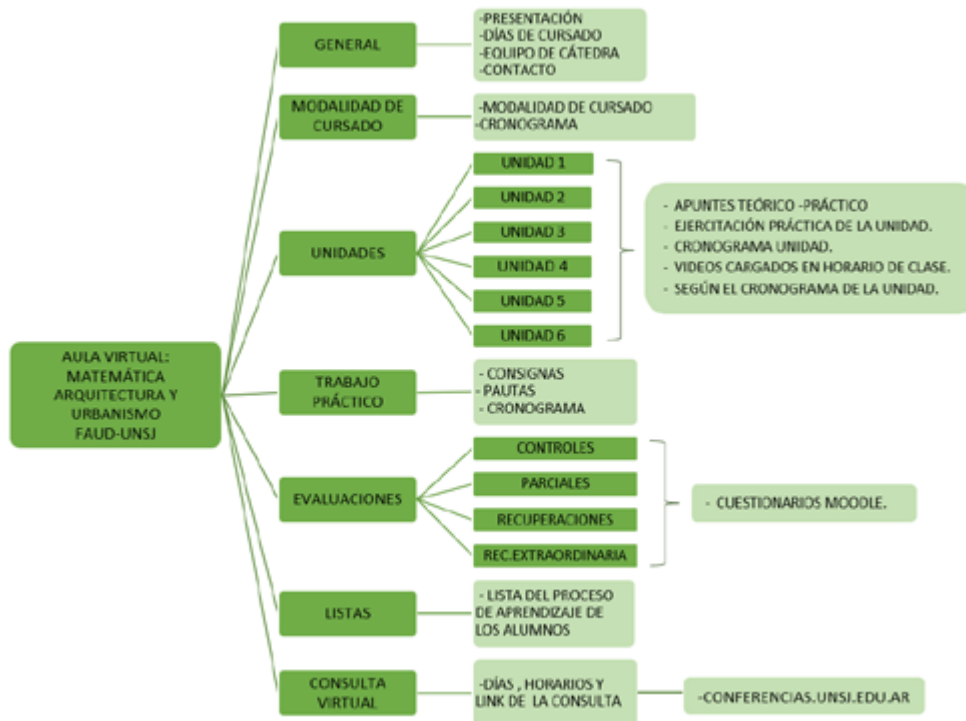 AULA VIRTUAL:
MATEMÁTICA
ARQUITECTURA Y
URBANISMO
FAUD-UNSJ
GENERAL
-PRESENTACIÓN
-DÍAS DE CURSADO
-EQUIPO DE CÁTEDRA
-CONTACTO
MODALIDAD DE
CURSADO
-MODALIDAD DE CURSADO
-CRONOGRAMA
UNIDADES
UNIDAD 1
UNIDAD 2
UNIDAD 3
UNIDAD 4
UNIDAD 5
UNIDAD 6
- APUNTES TEÓRICO -PRÁCTICO
- EJERCITACIÓN PRÁCTICA DE LA UNIDAD.
- CRONOGRAMA UNIDAD.
- VIDEOS CARGADOS EN HORARIO DE CLASE.
- SEGÚN EL CRONOGRAMA DE LA UNIDAD.
TRABAJO
PRÁCTICO
- CONSIGNAS
- PAUTAS
- CRONOGRAMA
EVALUACIONES
CONTROLES
PARCIALES
RECUPERACIONES
REC.EXTRAORDINARIA
- CUESTIONARIOS MOODLE.
LISTAS
- LISTA DEL PROCESO
DE APRENDIZAJE DE
LOS ALUMNOS
CONSULTA
VIRTUAL
-DÍAS , HORARIOS Y
LINK DE LA CONSULTA
-CONFERENCIAS.UNSJ.EDU.AR